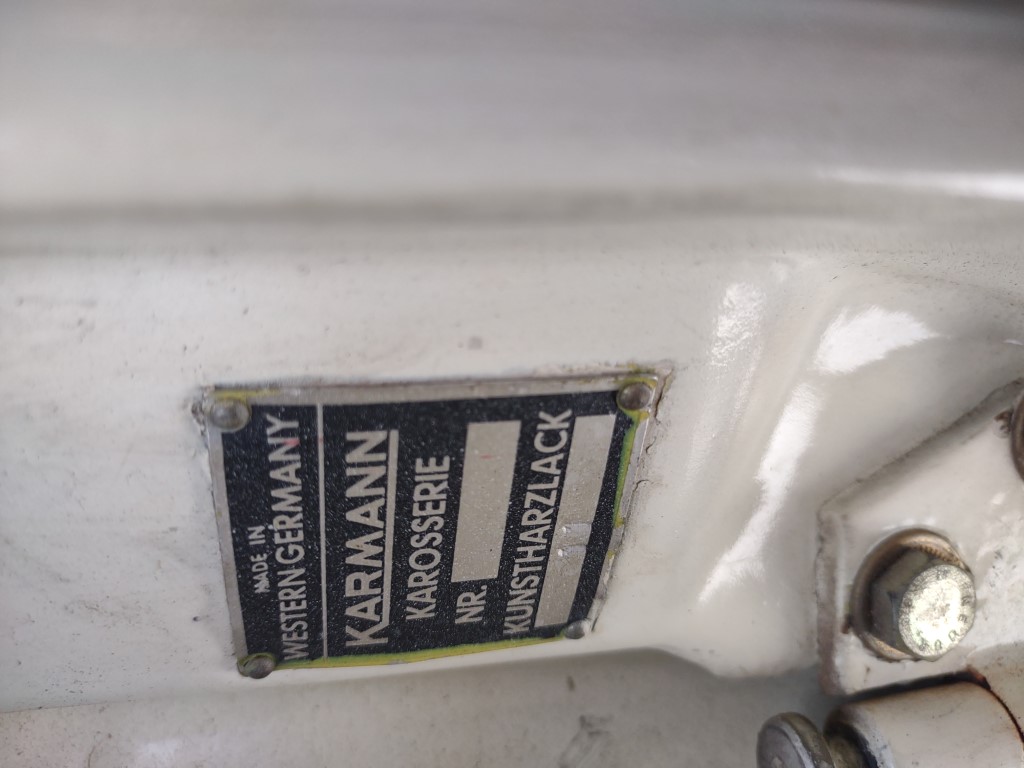 MADE IN
WESTERN GERMANY
KARMANN
KAROSSERIE
NR.
KUNSTHARZLACK